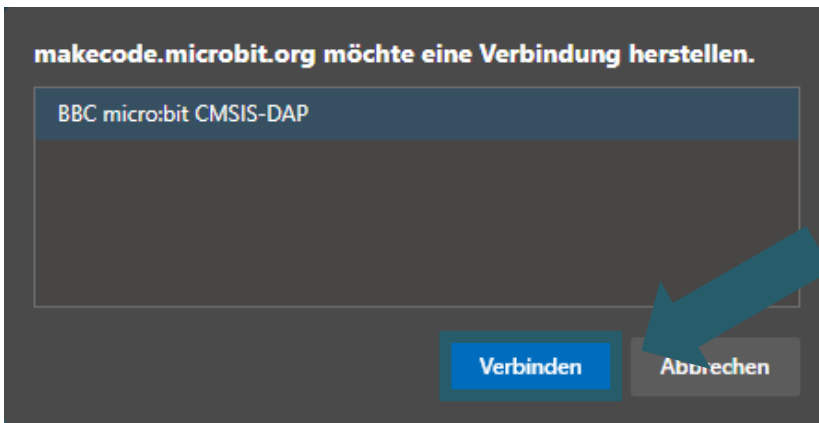 makecode.microbit.org möchte eine Verbindung herstellen.
BBC micro:bit CMSIS-DAP
Verbinden Abbrechen